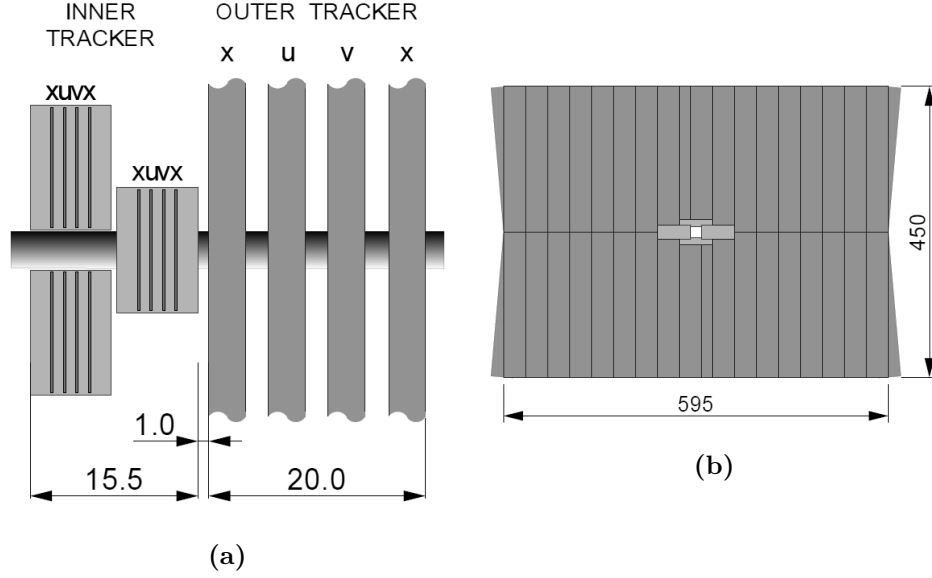 INNER
TRACKER
OUTER TRACKER
x u v x
xuvx
xuvx
1.0
15.5
20.0
(a)
450
595
(b)